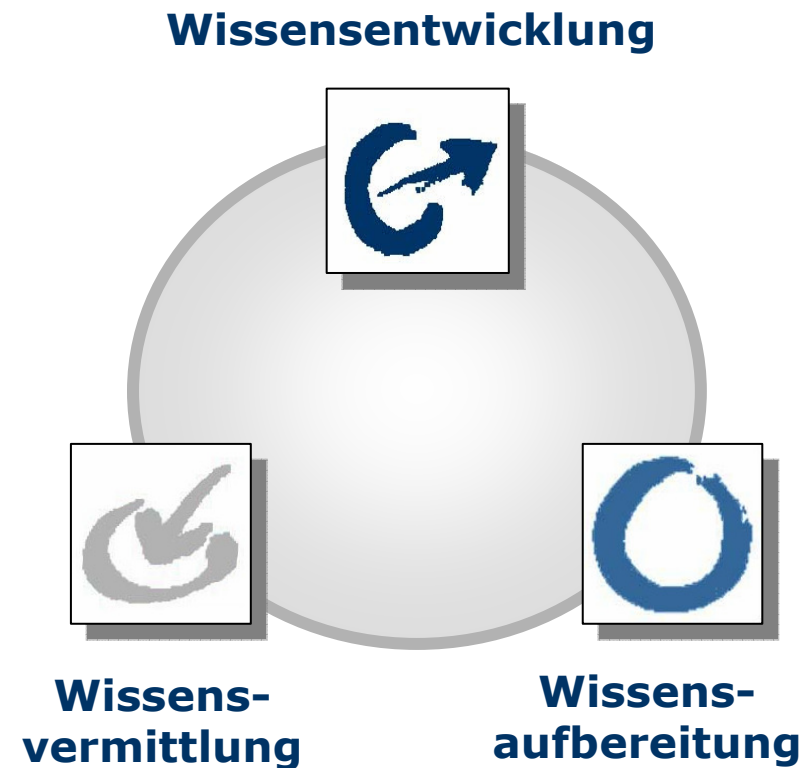 Wissensentwicklung
Wissens-
vermittlung
Wissens-
aufbereitung